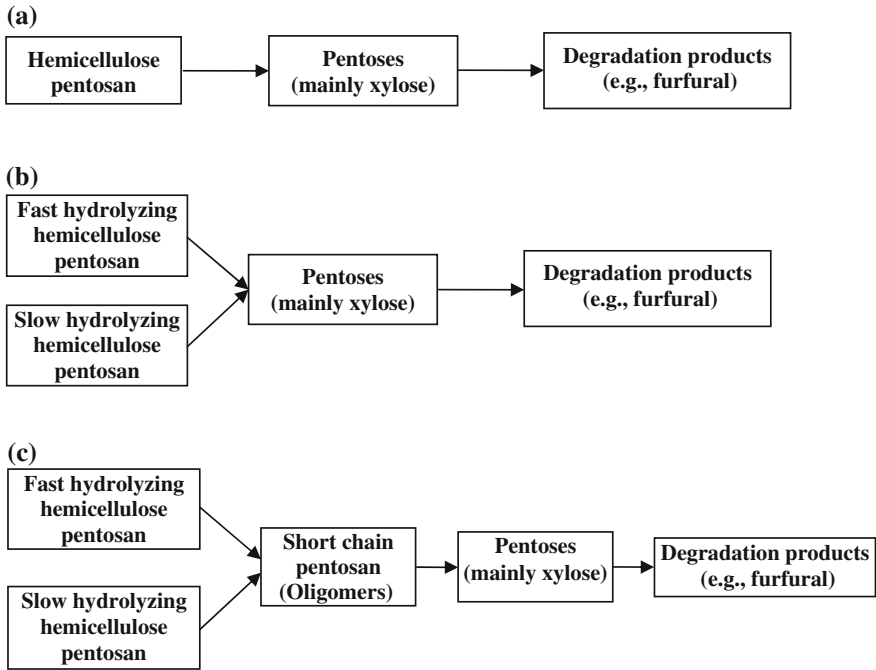 (a)
Hemicellulose
pentosan
Pentoses
(mainly xylose)
Degradation products
(e.g., furfural)
(b)
Fast hydrolyzing
hemicellulose
pentosan
Slow hydrolyzing
hemicellulose
pentosan
Pentoses
(mainly xylose)
Degradation products
(e.g., furfural)
(c)
Fast hydrolyzing
hemicellulose
pentosan
Slow hydrolyzing
hemicellulose
pentosan
Short chain
pentosan
(Oligomers)
Pentoses
(mainly xylose)
Degradation products
(e.g., furfural)